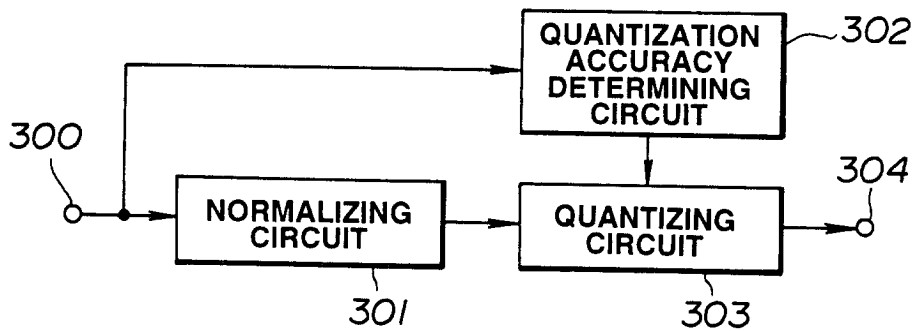 QUANTIZATION
ACCURACY
DETERMINING
CIRCUIT
302
300
304
NORMALIZING
CIRCUIT
QUANTIZING
CIRCUIT
301
303